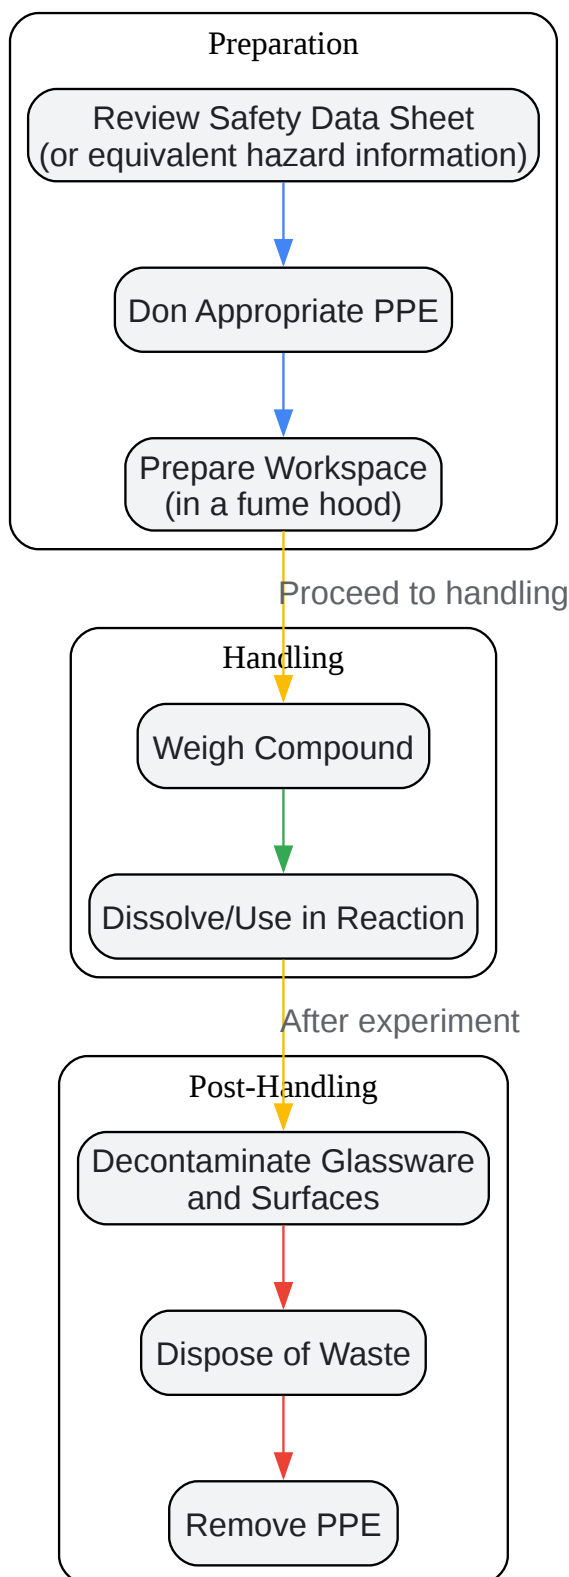 Preparation
Review Safety Data Sheet
(or equivalent hazard information)
Don Appropriate PPE
Prepare Workspace
(in a fume hood)
Proceed to handling
Handling
Weigh Compound
Dissolve/Use in Reaction
After experiment
Post-Handling
Decontaminate Glassware
and Surfaces
Dispose of Waste
Remove PPE